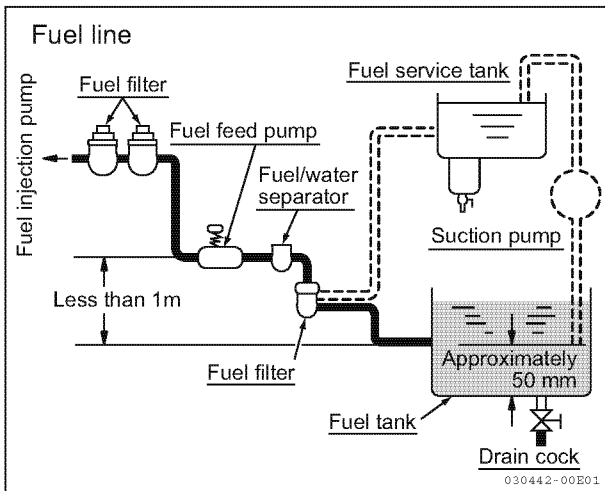 Fuel line
Fuel filter
Fuel service tank
Fuel feed pump
Fuel/water
separator
Fuel injection pump
Suction pump
Less than 1m
Approximately
50 mm
Fuel filter
Fuel tank
Drain cock
030442-00E01